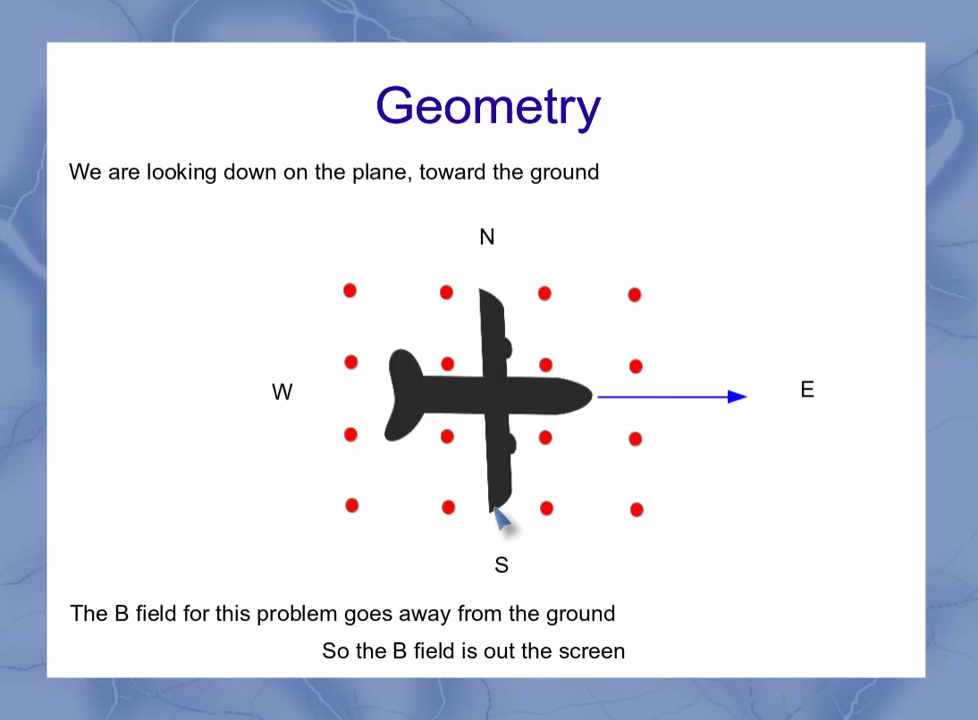 Geometry
We are looking down on the plane, toward the ground
N
W
E
S
The B field for this problem goes away from the ground
So the B field is out the screen